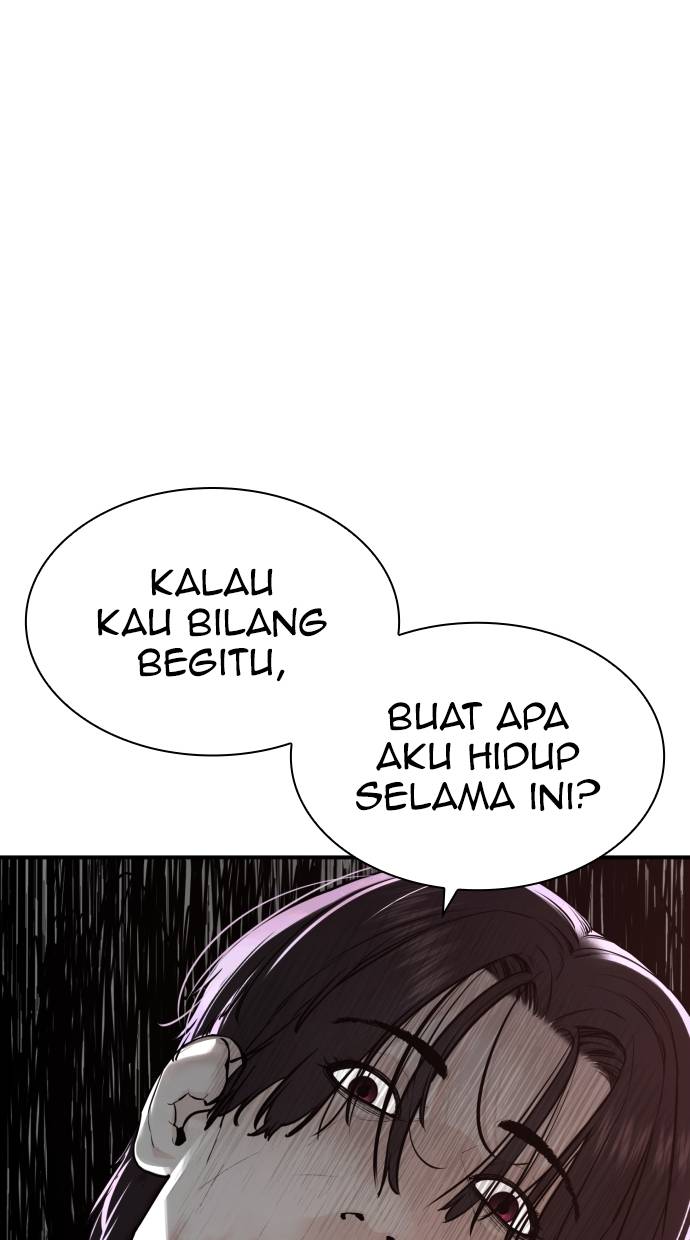 KALAU
KAU BILANG
BEGITU,
BUAT APA
AKU HIDUP
SELAMA INI?